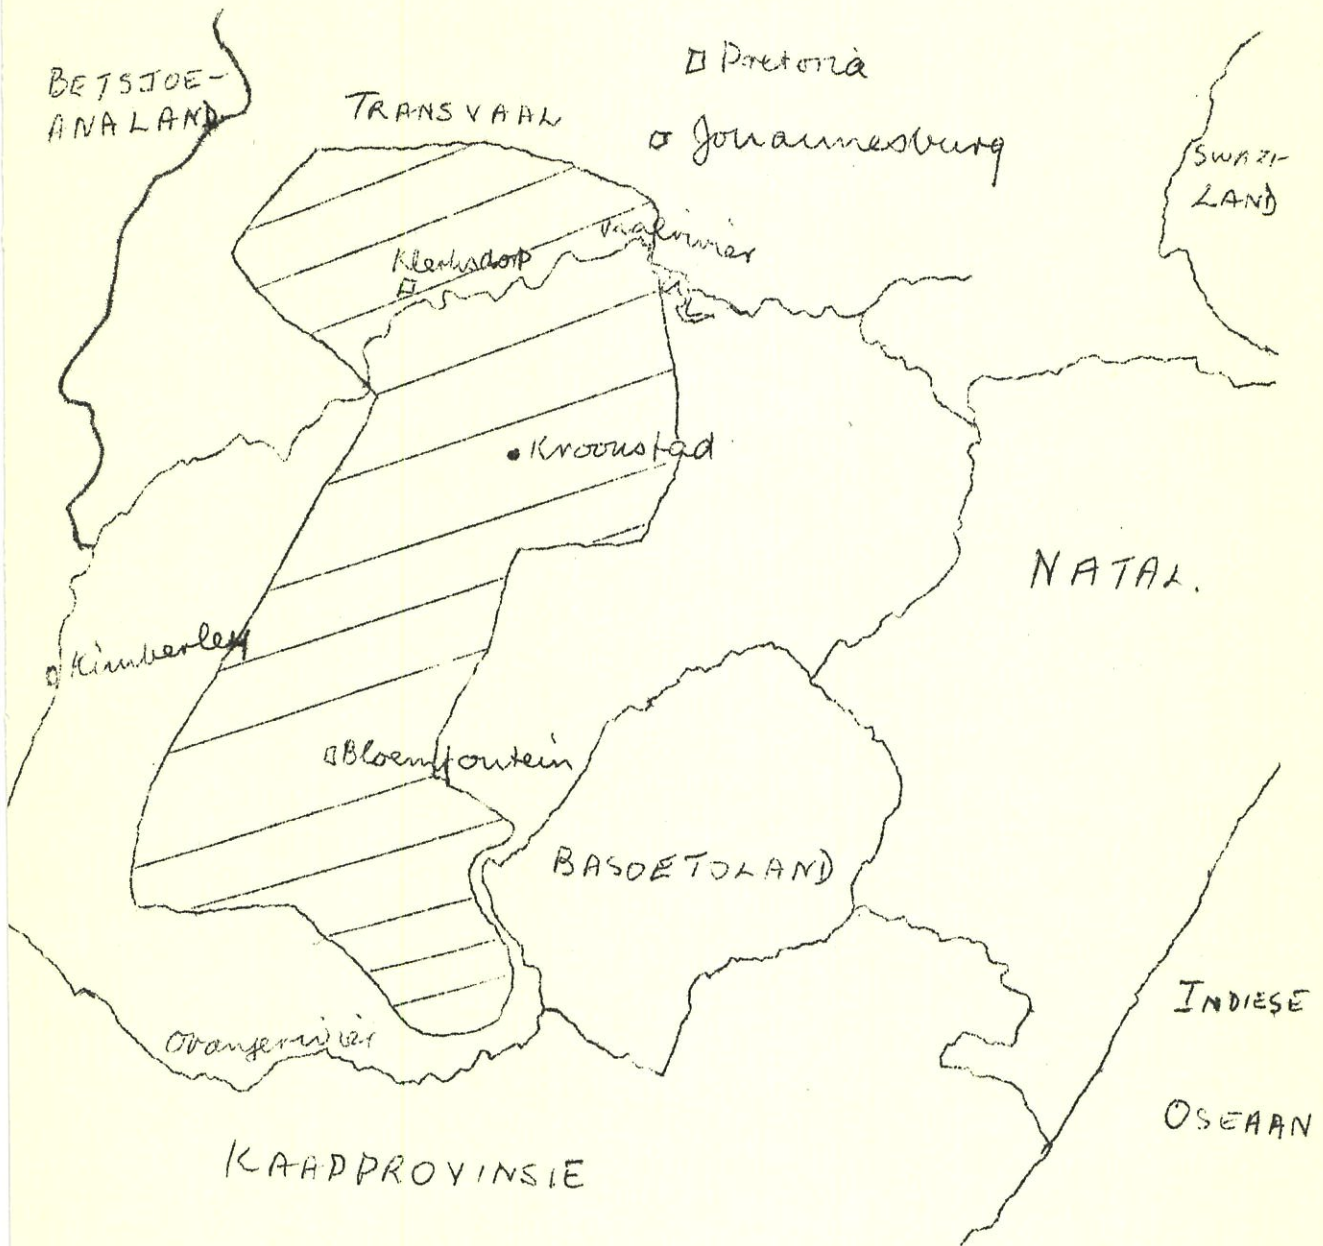 Pretoria
BETSJOE-
ANALAND
TRANSVAAL
Johannesburg
SWAZI-
LAND
Vaalrivier
Klerksdorp
Kroonstad
NATAL.
Kimberley
Bloemfontein
BASOETOLAND
INDIESE
OSEAAN
Oranjerivier
KAAPPROVINSIE